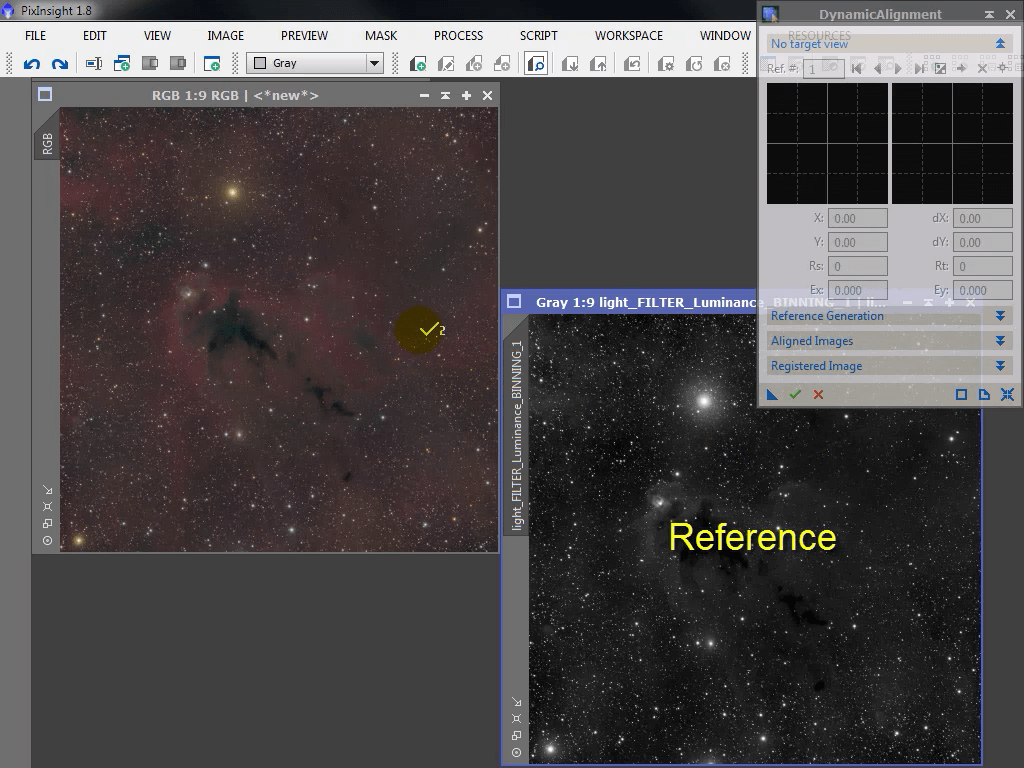 PixInsight 1.8
FILE EDIT VIEW IMAGE PREVIEW MASK PROCESS SCRIPT WORKSPACE WINDOW RESOURCES
Gray
RGB 1:9 RGB | <*new*>
RGB
2
DynamicAlignment
No target view
Ref. #: 1
X: 0.00 dX: 0.00
Y: 0.00 dY: 0.00
Rs: 0 Rt: 0
Ex: 0.000 Ey: 0.000
Reference Generation
Aligned Images
Registered Image
Gray 1:9 light_FILTER_Luminance_BINNING_1 | li...
light_FILTER_Luminance_BINNING_1
Reference